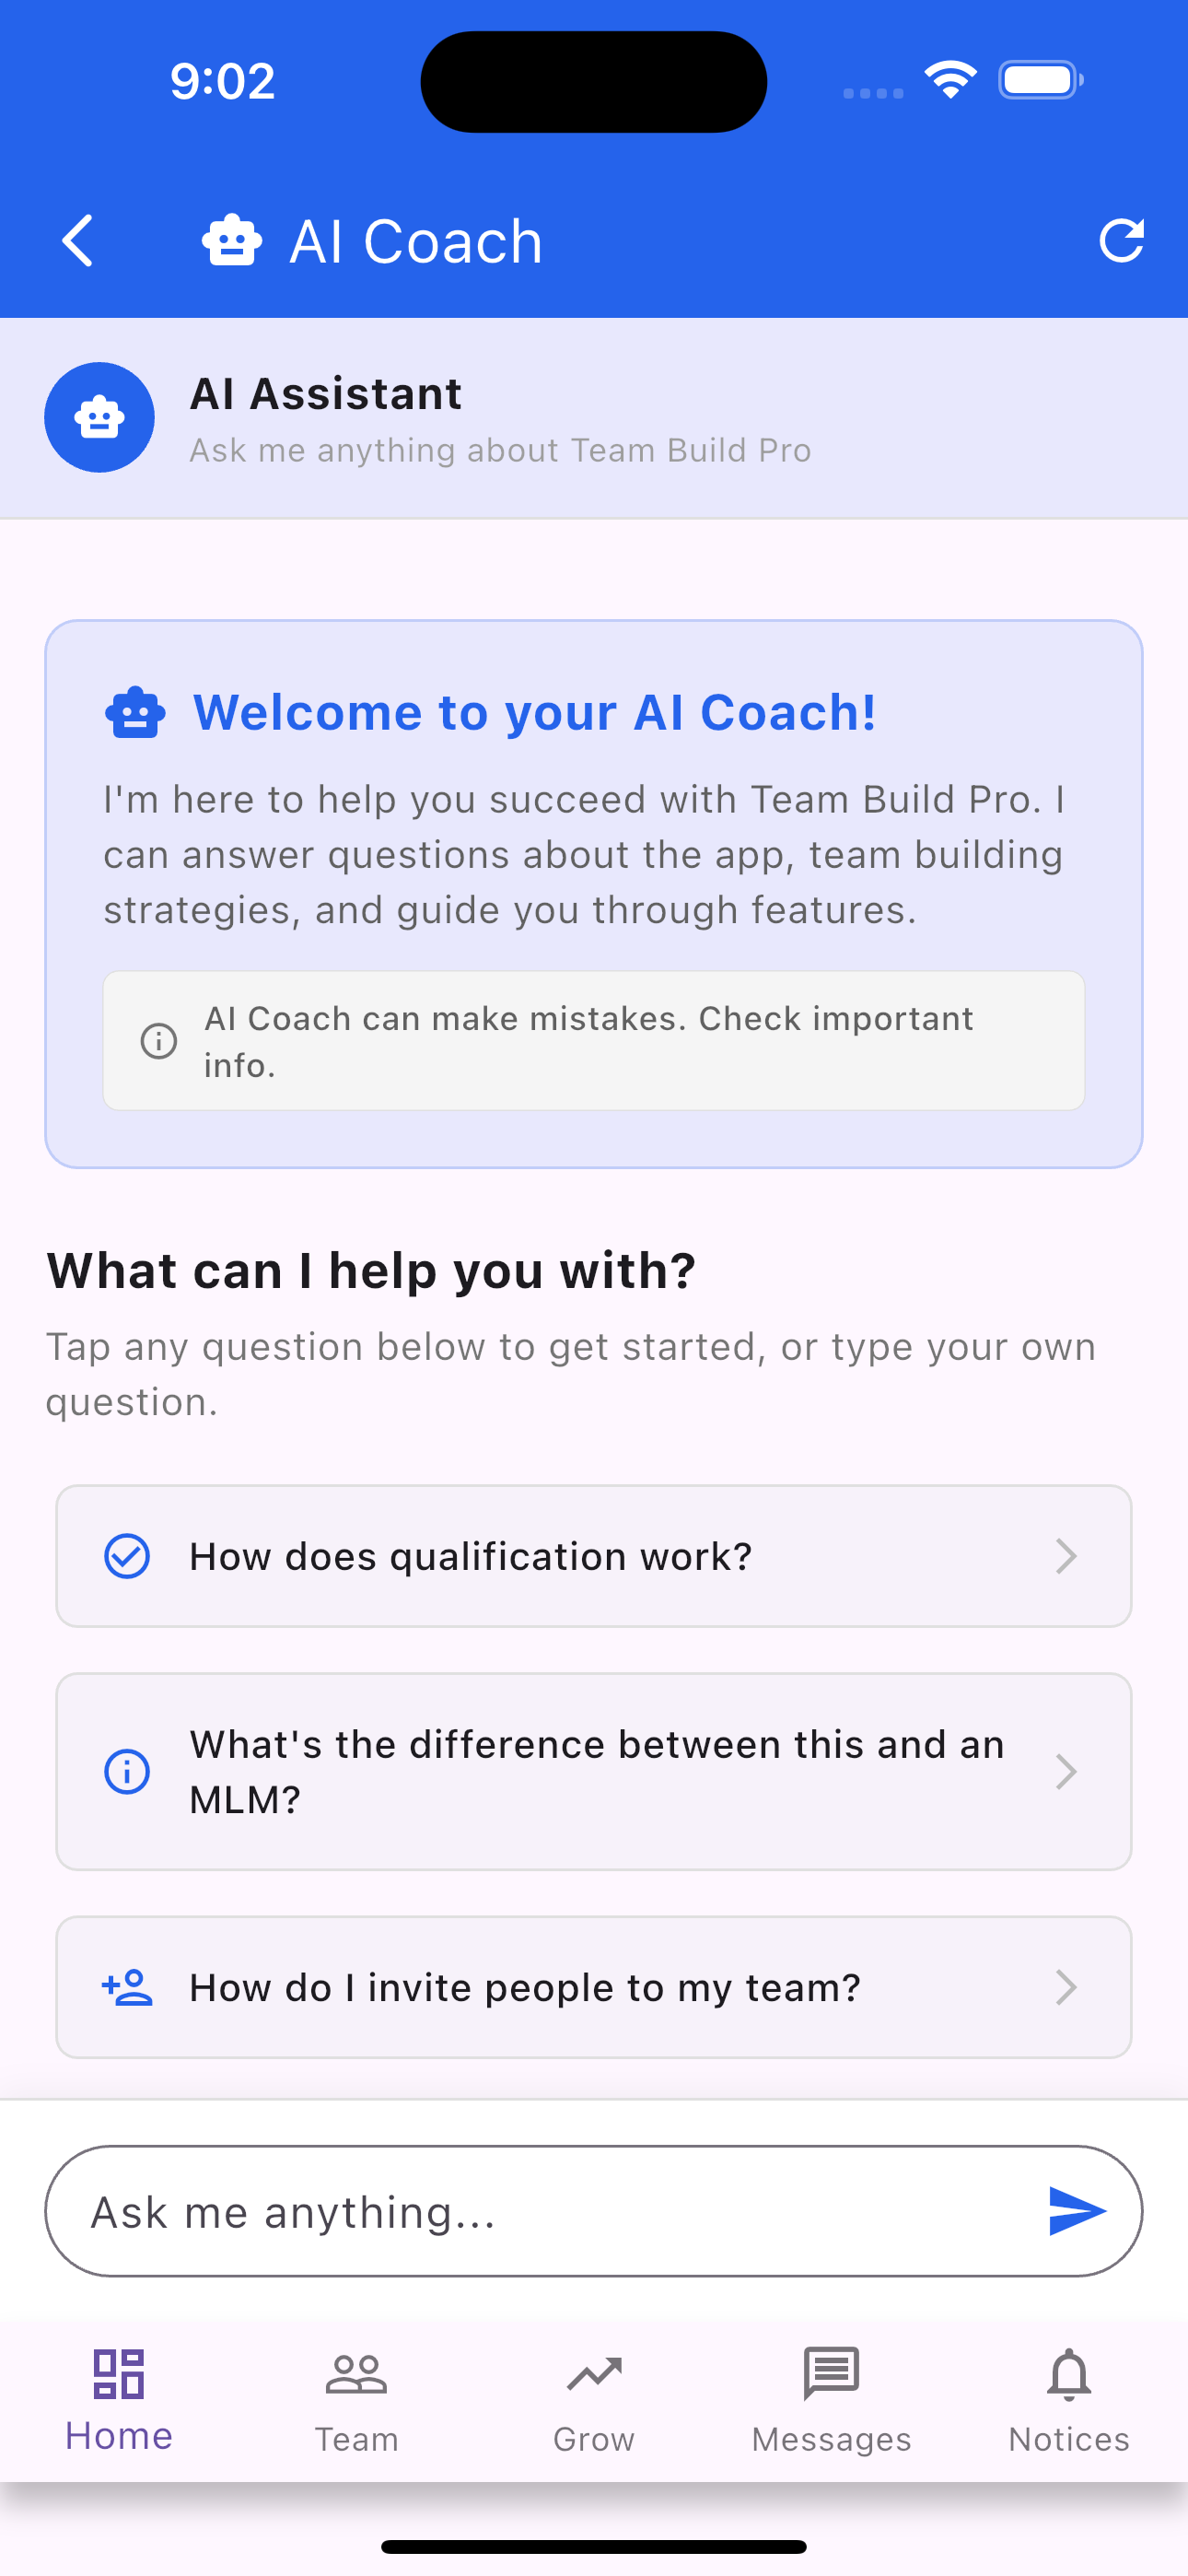 9:02
AI Coach
AI Assistant
Ask me anything about Team Build Pro
Welcome to your AI Coach!
I'm here to help you succeed with Team Build Pro. I
can answer questions about the app, team building
strategies, and guide you through features.
AI Coach can make mistakes. Check important
info.
What can I help you with?
Tap any question below to get started, or type your own
question.
How does qualification work?
What's the difference between this and an
MLM?
How do I invite people to my team?
Ask me anything...
Home
Team
Grow
Messages
Notices